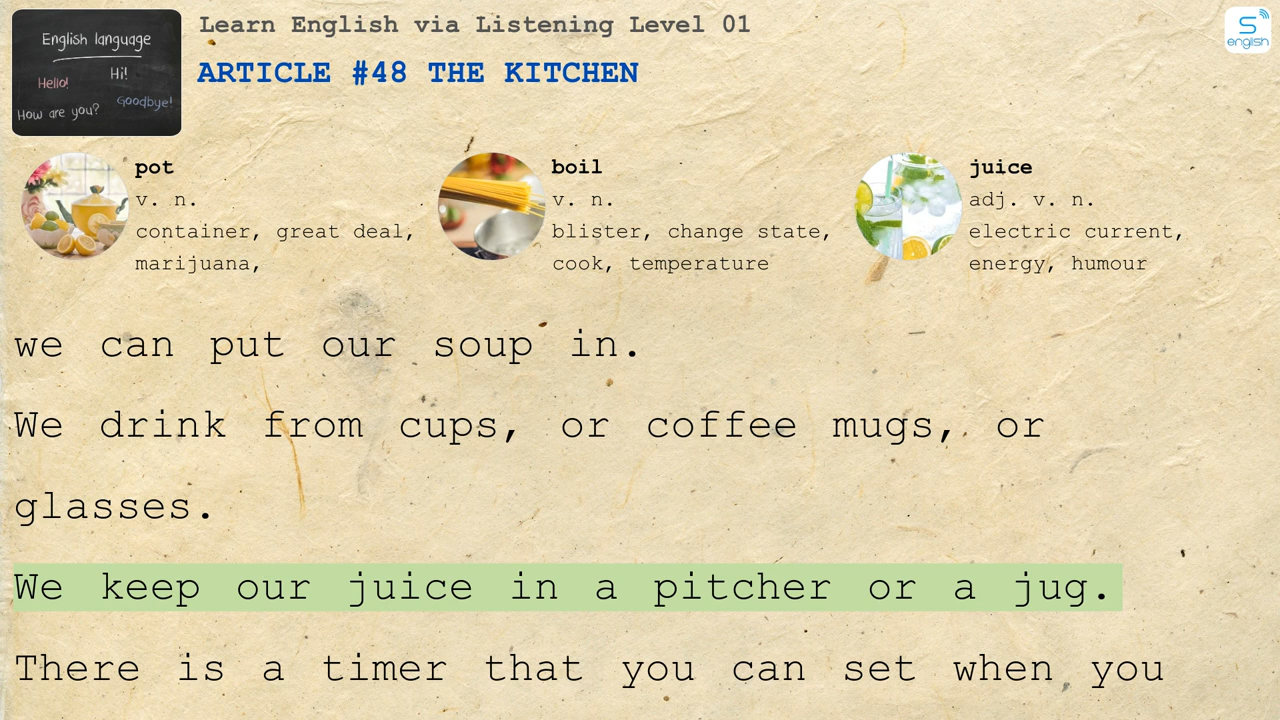 English language
Hello!
Hi!
How are you?
Goodbye!
Learn English via Listening Level 01
ARTICLE #48 THE KITCHEN
S
english
pot
v. n.
container, great deal,
marijuana,
boil
v. n.
blister, change state,
cook, temperature
juice
adj. v. n.
electric current,
energy, humour
we can put our soup in.
We drink from cups, or coffee mugs, or
glasses.
We keep our juice in a pitcher or a jug.
There is a timer that you can set when you